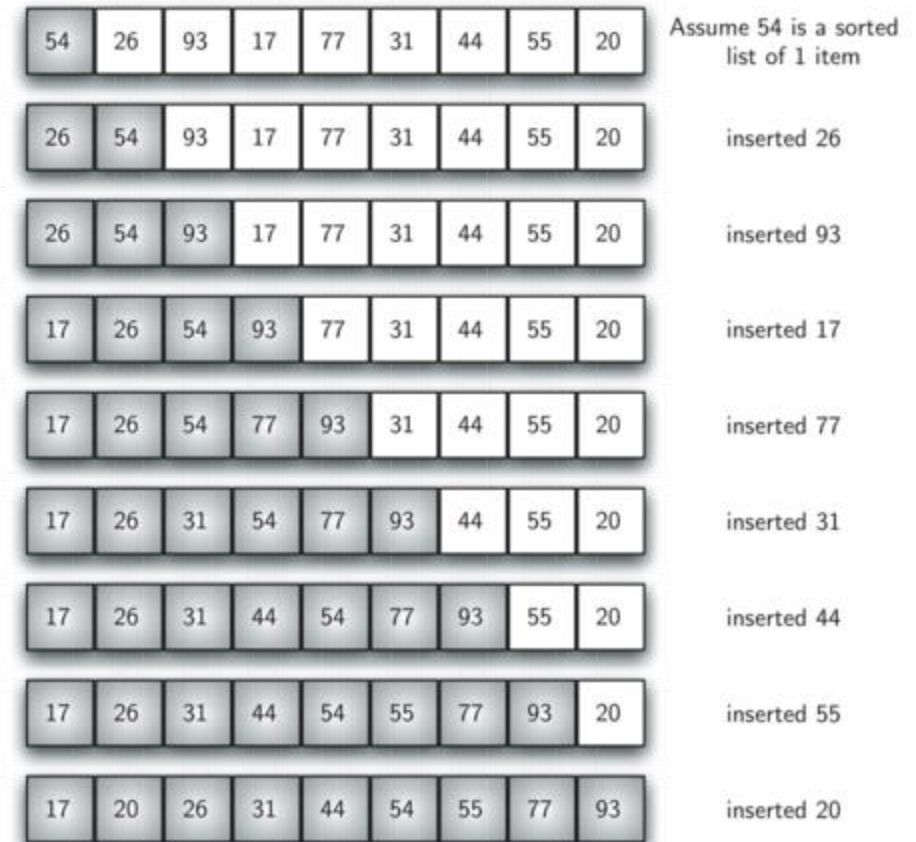 54 26 93 17 77 31 44 55 20 Assume 54 is a sorted
list of 1 item
26 54 93 17 77 31 44 55 20 inserted 26
26 54 93 17 77 31 44 55 20 inserted 93
17 26 54 93 77 31 44 55 20 inserted 17
17 26 54 77 93 31 44 55 20 inserted 77
17 26 31 54 77 93 44 55 20 inserted 31
17 26 31 44 54 77 93 55 20 inserted 44
17 26 31 44 54 55 77 93 20 inserted 55
17 20 26 31 44 54 55 77 93 inserted 20